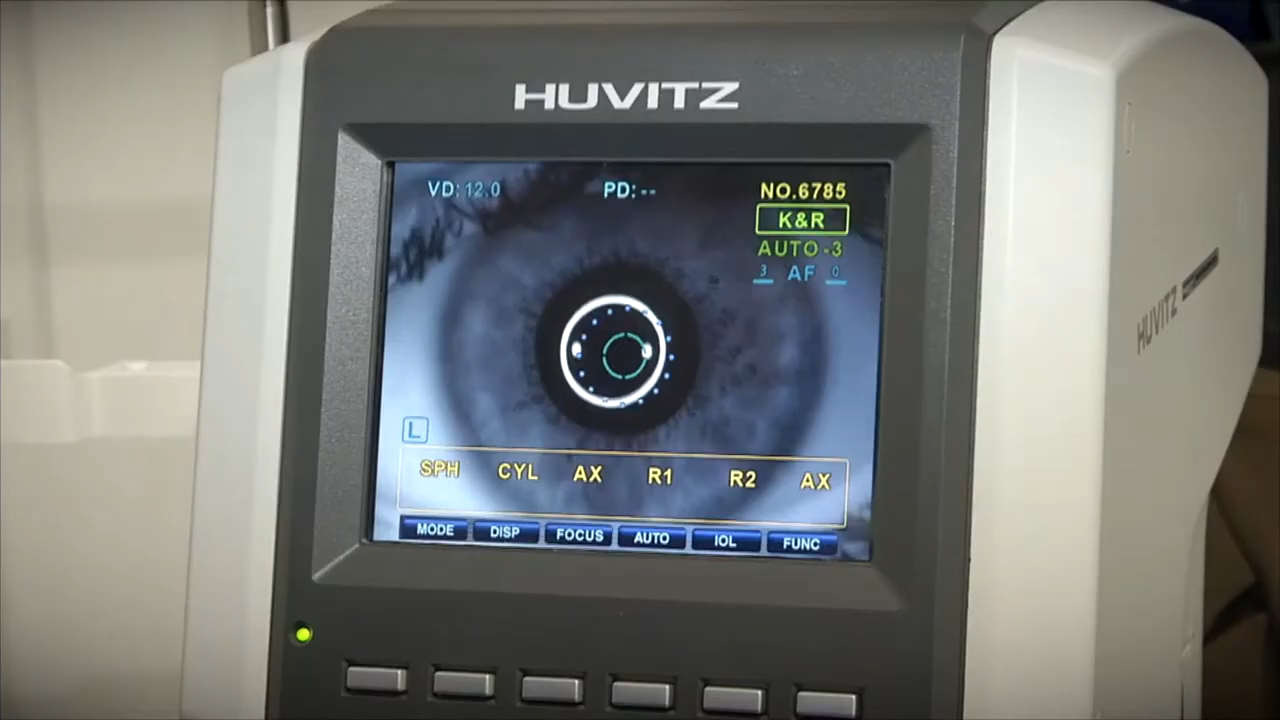 HUVITZ
VD: 12.0 PD: -- NO.6785
K&R
AUTO-3
3 AF 0
HUVITZ
L
SPH CYL AX R1 R2 AX
MODE DISP FOCUS AUTO IOL FUNC